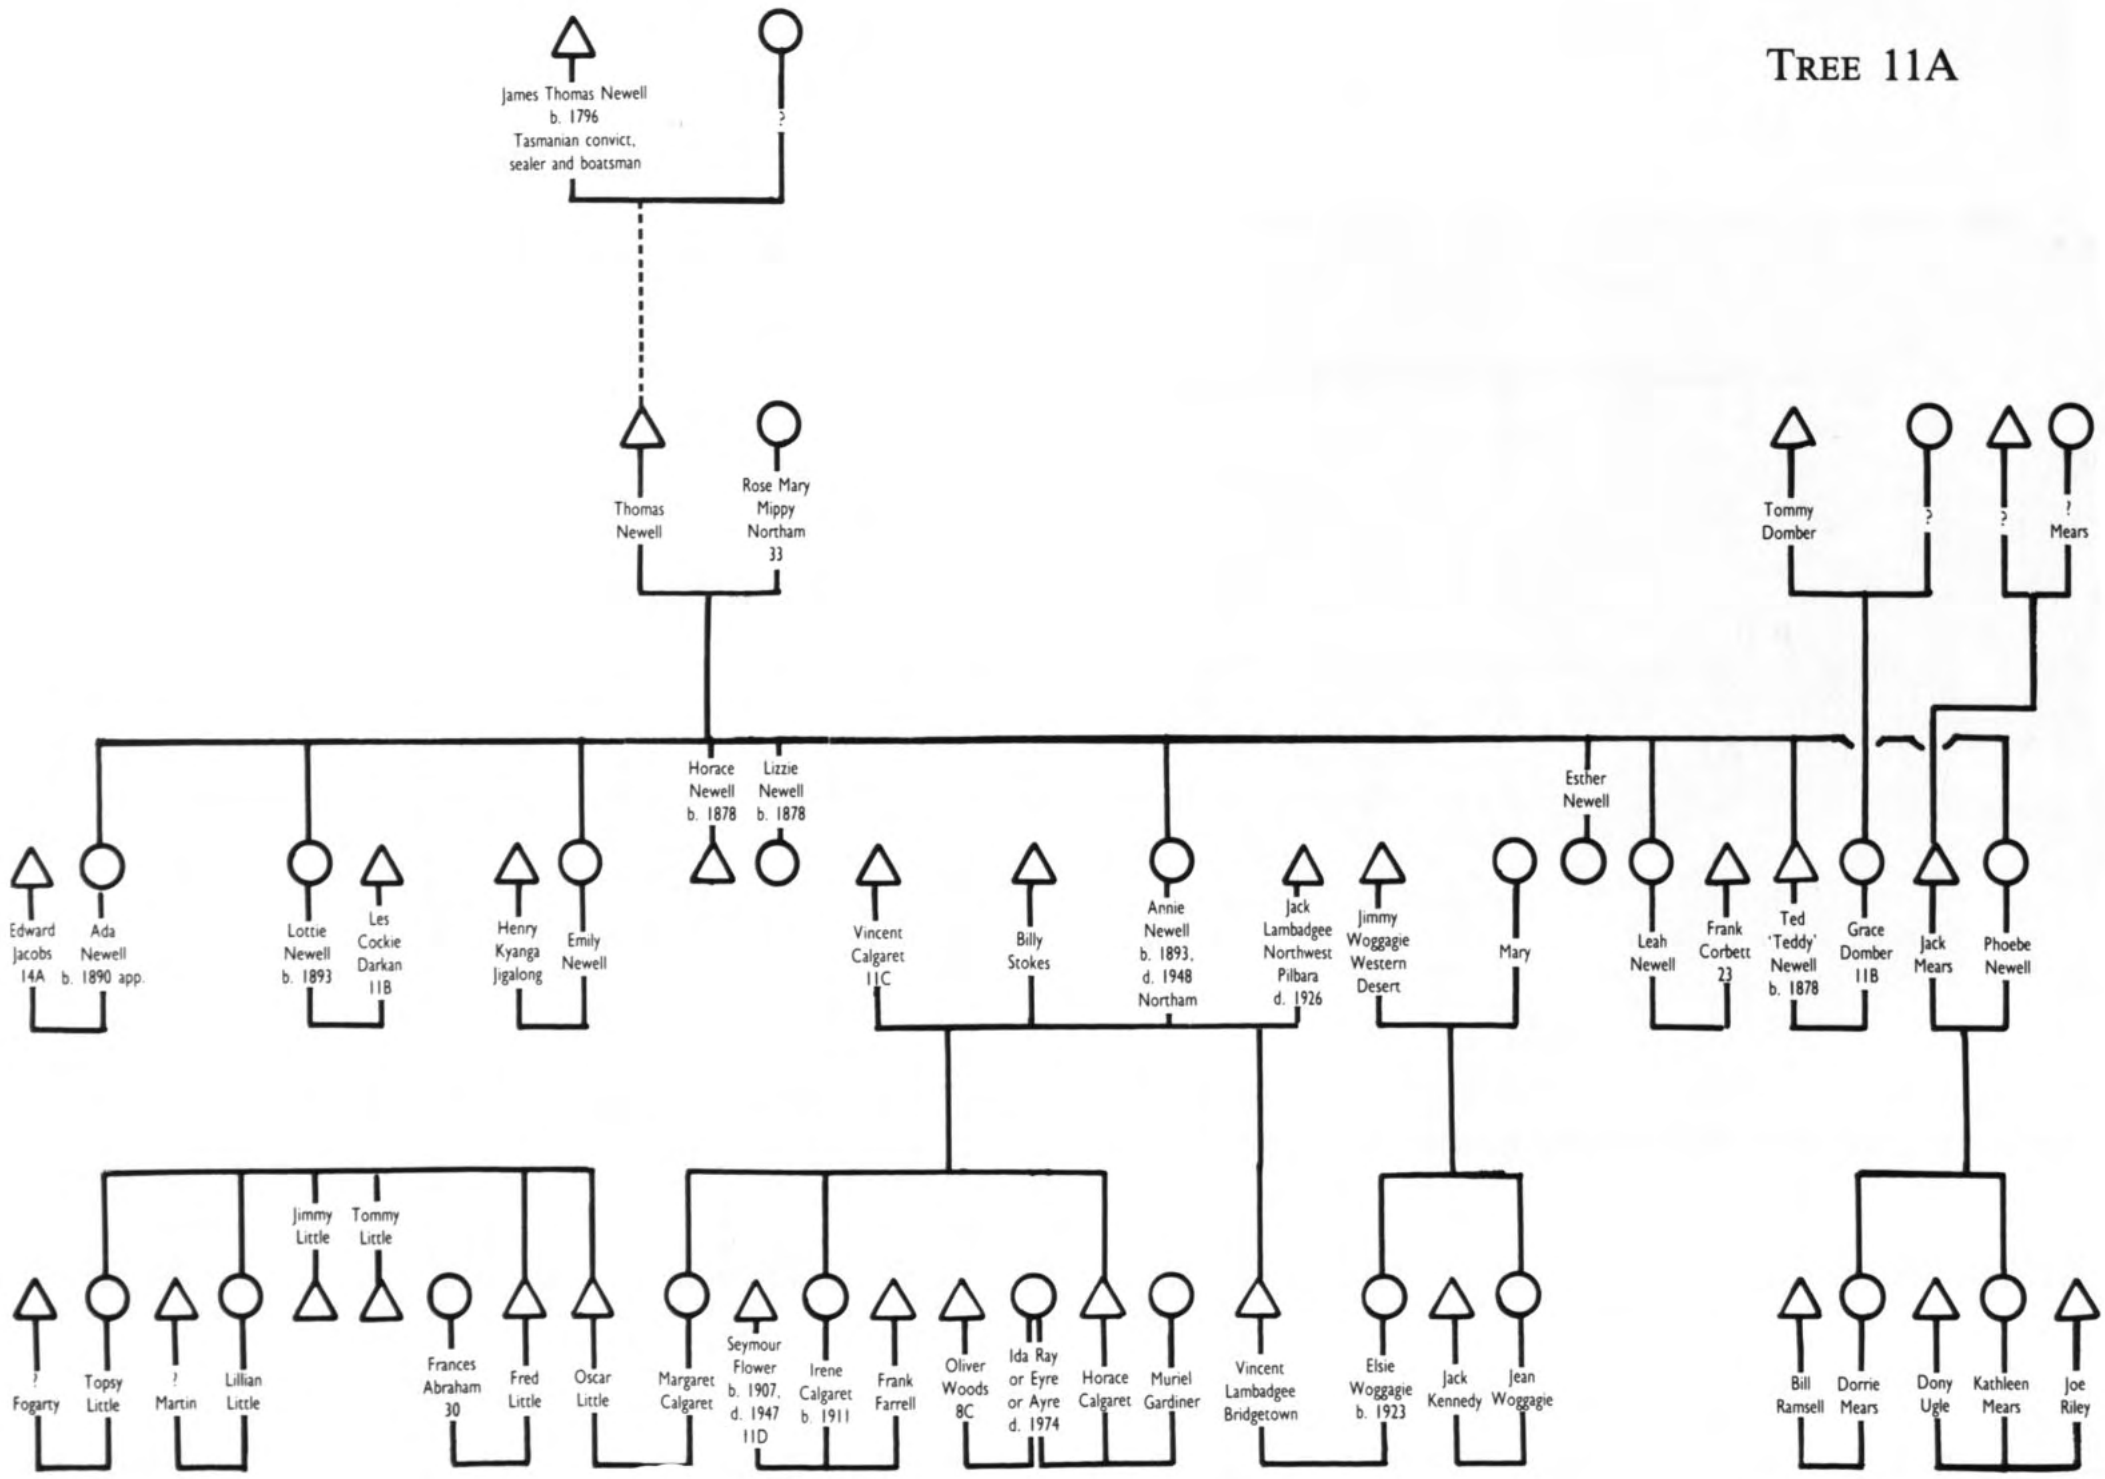 TREE 11A
James Thomas Newell
b. 1796
Tasmanian convict,
sealer and boatsman
?
Thomas
Newell
Rose Mary
Mippy
Northam
33
Tommy
Domber
?
?
?
Mears
Horace
Newell
b. 1878
Lizzie
Newell
b. 1878
Esther
Newell
Edward
Jacobs
14A
Ada
Newell
b. 1890 app.
Lottie
Newell
b. 1893
Les
Cockie
Darkan
11B
Henry
Kyanga
Jigalong
Emily
Newell
Vincent
Calgaret
11C
Billy
Stokes
Annie
Newell
b. 1893,
d. 1948
Northam
Jack
Lambadgee
Northwest
Pilbara
d. 1926
Jimmy
Woggagie
Western
Desert
Mary
Leah
Newell
Frank
Corbett
23
Ted
'Teddy'
Newell
b. 1878
Grace
Domber
11B
Jack
Mears
Phoebe
Newell
Jimmy
Little
Tommy
Little
?
Fogarty
Topsy
Little
?
Martin
Lillian
Little
Frances
Abraham
30
Fred
Little
Oscar
Little
Margaret
Calgaret
Seymour
Flower
b. 1907,
d. 1947
11D
Irene
Calgaret
b. 1911
Frank
Farrell
Oliver
Woods
8C
Ida Ray
or Eyre
or Ayre
d. 1974
Horace
Calgaret
Muriel
Gardiner
Vincent
Lambadgee
Bridgetown
Elsie
Woggagie
b. 1923
Jack
Kennedy
Jean
Woggagie
Bill
Ramsell
Dorrie
Mears
Dony
Ugle
Kathleen
Mears
Joe
Riley